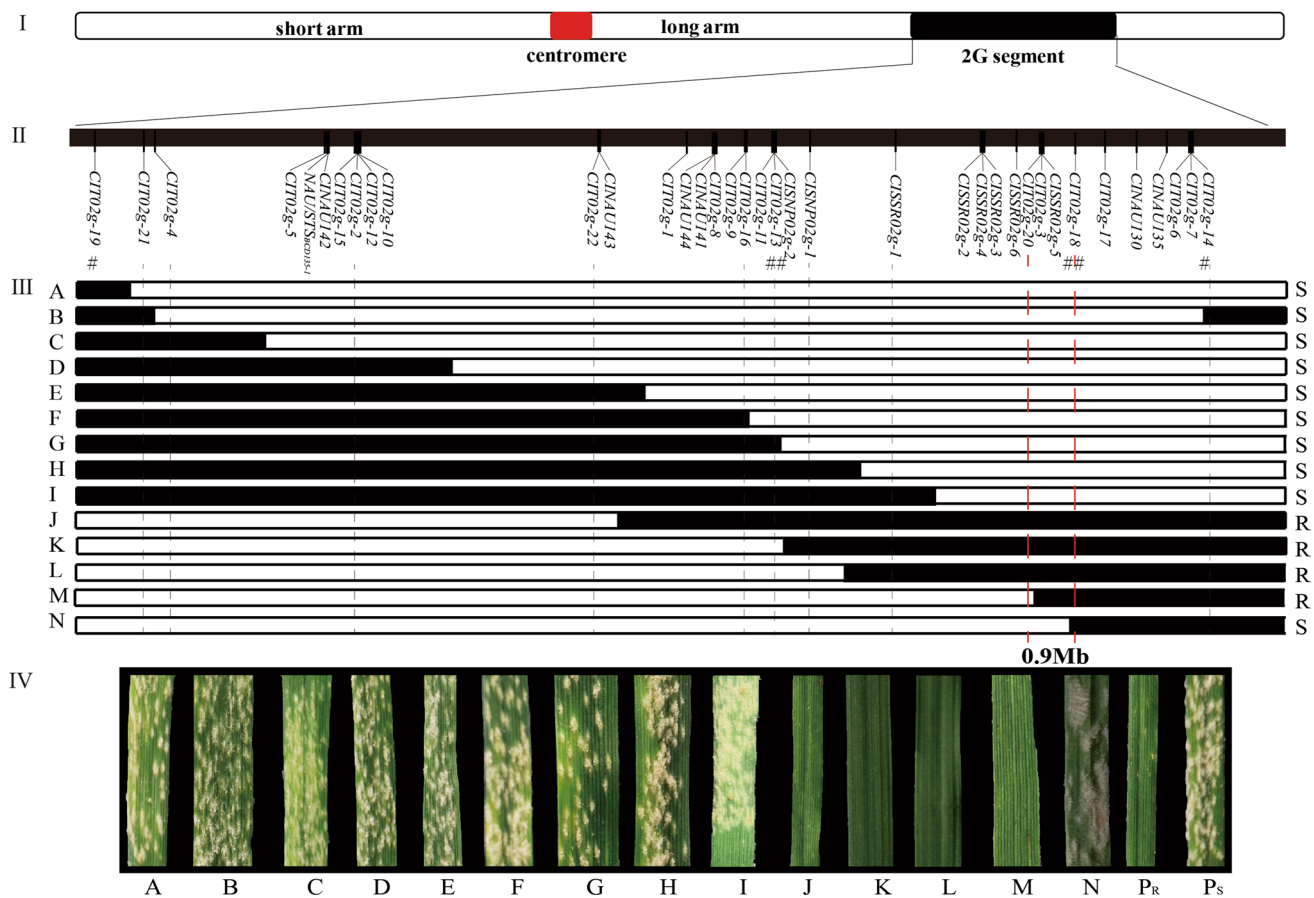 I
short arm
long arm
centromere
2G segment
II
CIT02g-19
CIT02g-21
CIT02g-4
CIT02g-5
NAU/STSBCD135-1
CINAU142
CIT02g-15
CIT02g-2
CIT02g-12
CIT02g-10
CIT02g-22
CINAU143
CIT02g-1
CINAU144
CINAU141
CIT02g-8
CIT02g-9
CIT02g-16
CIT02g-11
CIT02g-13
CISNP02g-2
CISNP02g-1
CISSR02g-1
CISSR02g-2
CISSR02g-4
CISSR02g-3
CISSR02g-6
CIT02g-20
CIT02g-3
CISSR02g-5
CIT02g-18
CIT02g-17
CINAU130
CINAU135
CIT02g-6
CIT02g-7
CIT02g-14
# ## ## #
III
A S
B S
C S
D S
E S
F S
G S
H S
I S
J R
K R
L R
M R
N S
0.9Mb
IV
A B C D E F G H I J K L M N PR PS